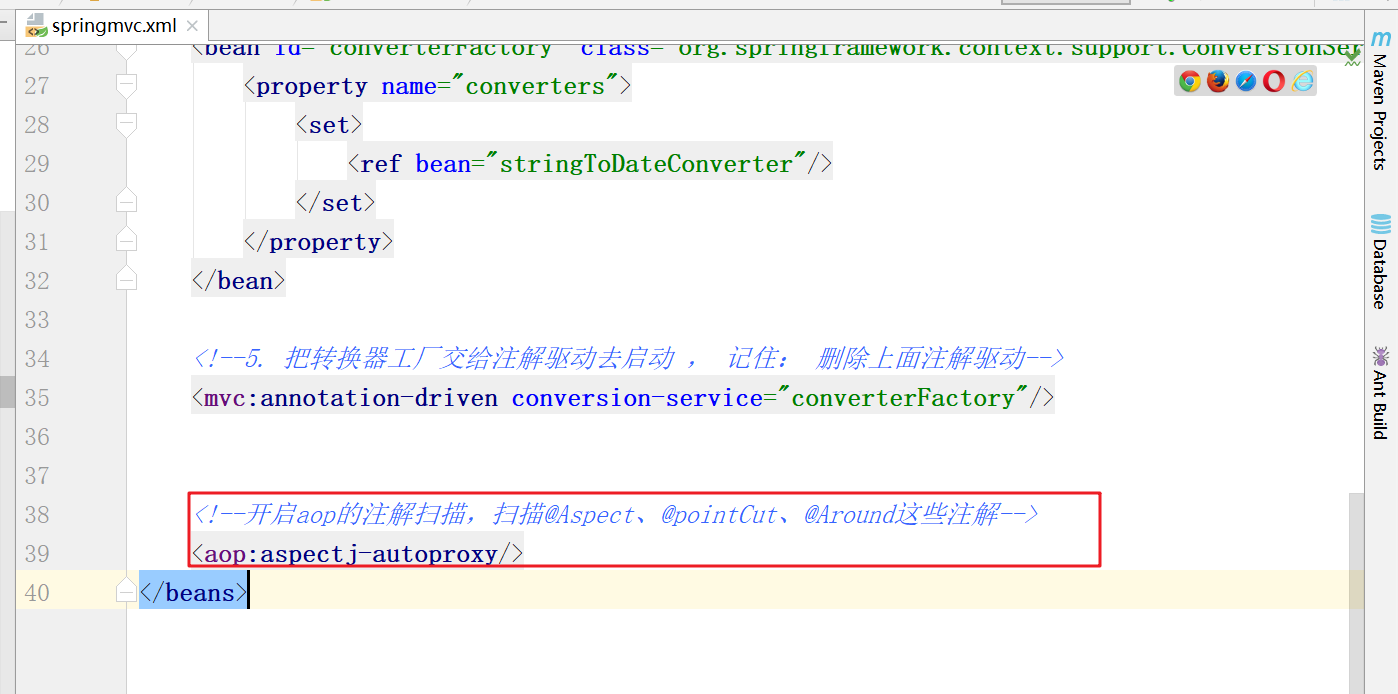 springmvc.xml
26 <bean id="converterFactory" class="org.springframework.context.support.ConversionSer
27 <property name="converters">
28 <set>
29 <ref bean="stringToDateConverter"/>
30 </set>
31 </property>
32 </bean>
33
34 <!--5. 把转换器工厂交给注解驱动去启动 ， 记住： 删除上面注解驱动-->
35 <mvc:annotation-driven conversion-service="converterFactory"/>
36
37
38 <!--开启aop的注解扫描，扫描@Aspect、@pointCut、@Around这些注解-->
39 <aop:aspectj-autoproxy/>
40 </beans>
m Maven Projects
Database
Ant Build